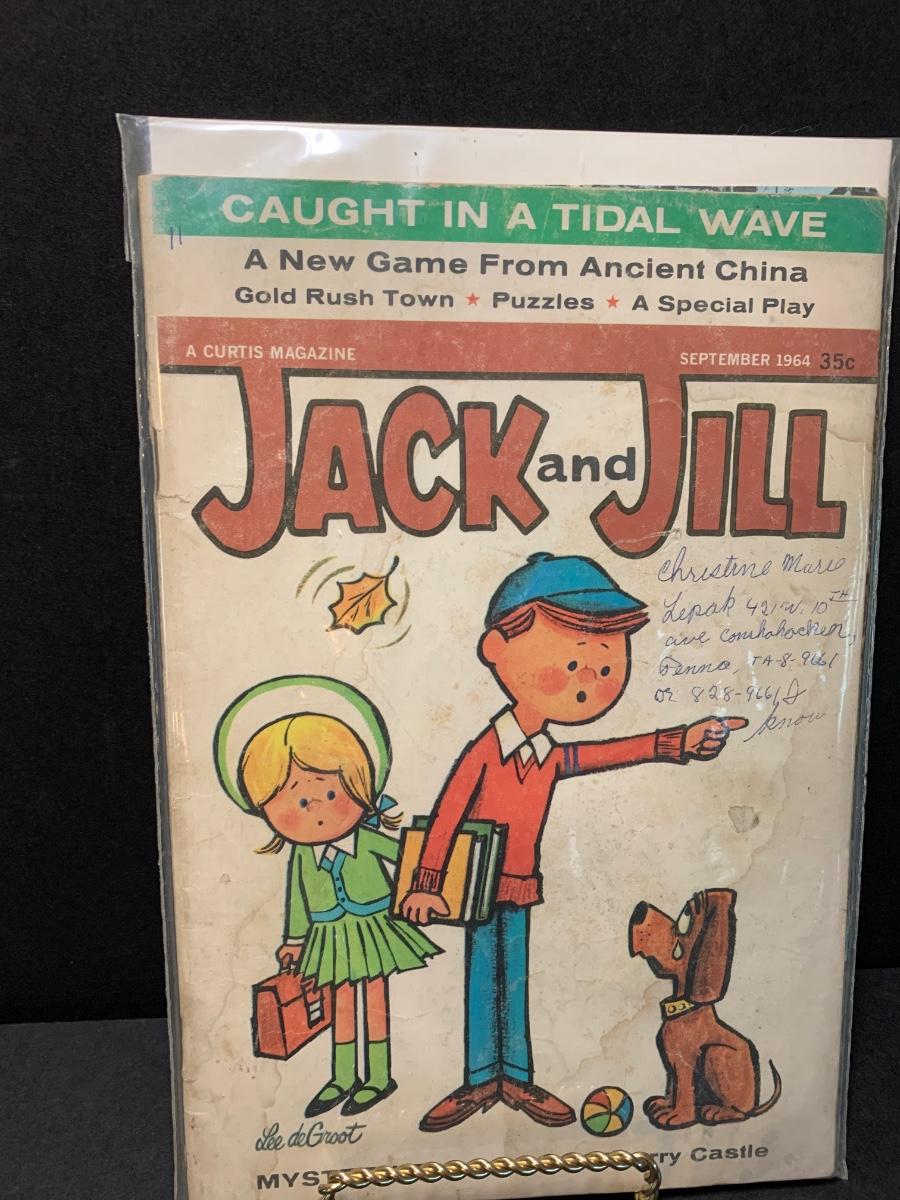 CAUGHT IN A TIDAL WAVE
11
A New Game From Ancient China
Gold Rush Town ★ Puzzles ★ A Special Play
A CURTIS MAGAZINE
SEPTEMBER 1964 35c
JACK and JILL
Christine Marie
Lepak 421 W. 10TH
ave Conshohocken,
Penna, TA-8-9661
or 828-9661 I
know
Lee deGroot
MYST rry Castle